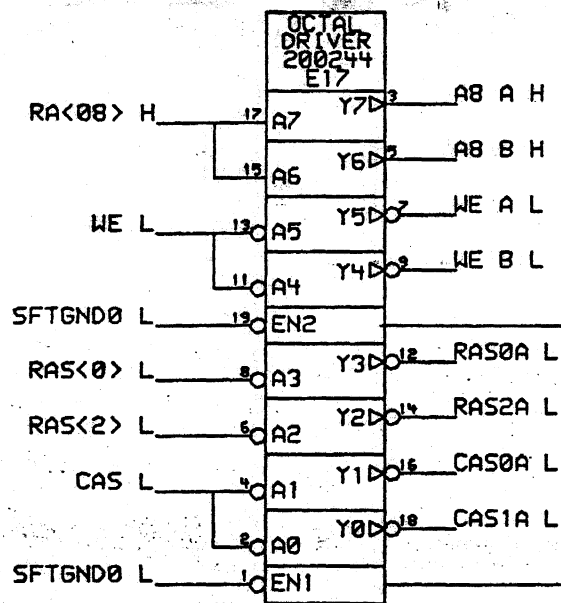 OCTAL
DRIVER
200244
E17
RA<08> H 17 A7 Y7 3 A8 A H
15 A6 Y6 5 A8 B H
WE L 13 A5 Y5 7 WE A L
11 A4 Y4 9 WE B L
SFTGND0 L 19 EN2
RAS<0> L 8 A3 Y3 12 RAS0A L
RAS<2> L 6 A2 Y2 14 RAS2A L
CAS L 4 A1 Y1 16 CAS0A L
2 A0 Y0 18 CAS1A L
SFTGND0 L 1 EN1